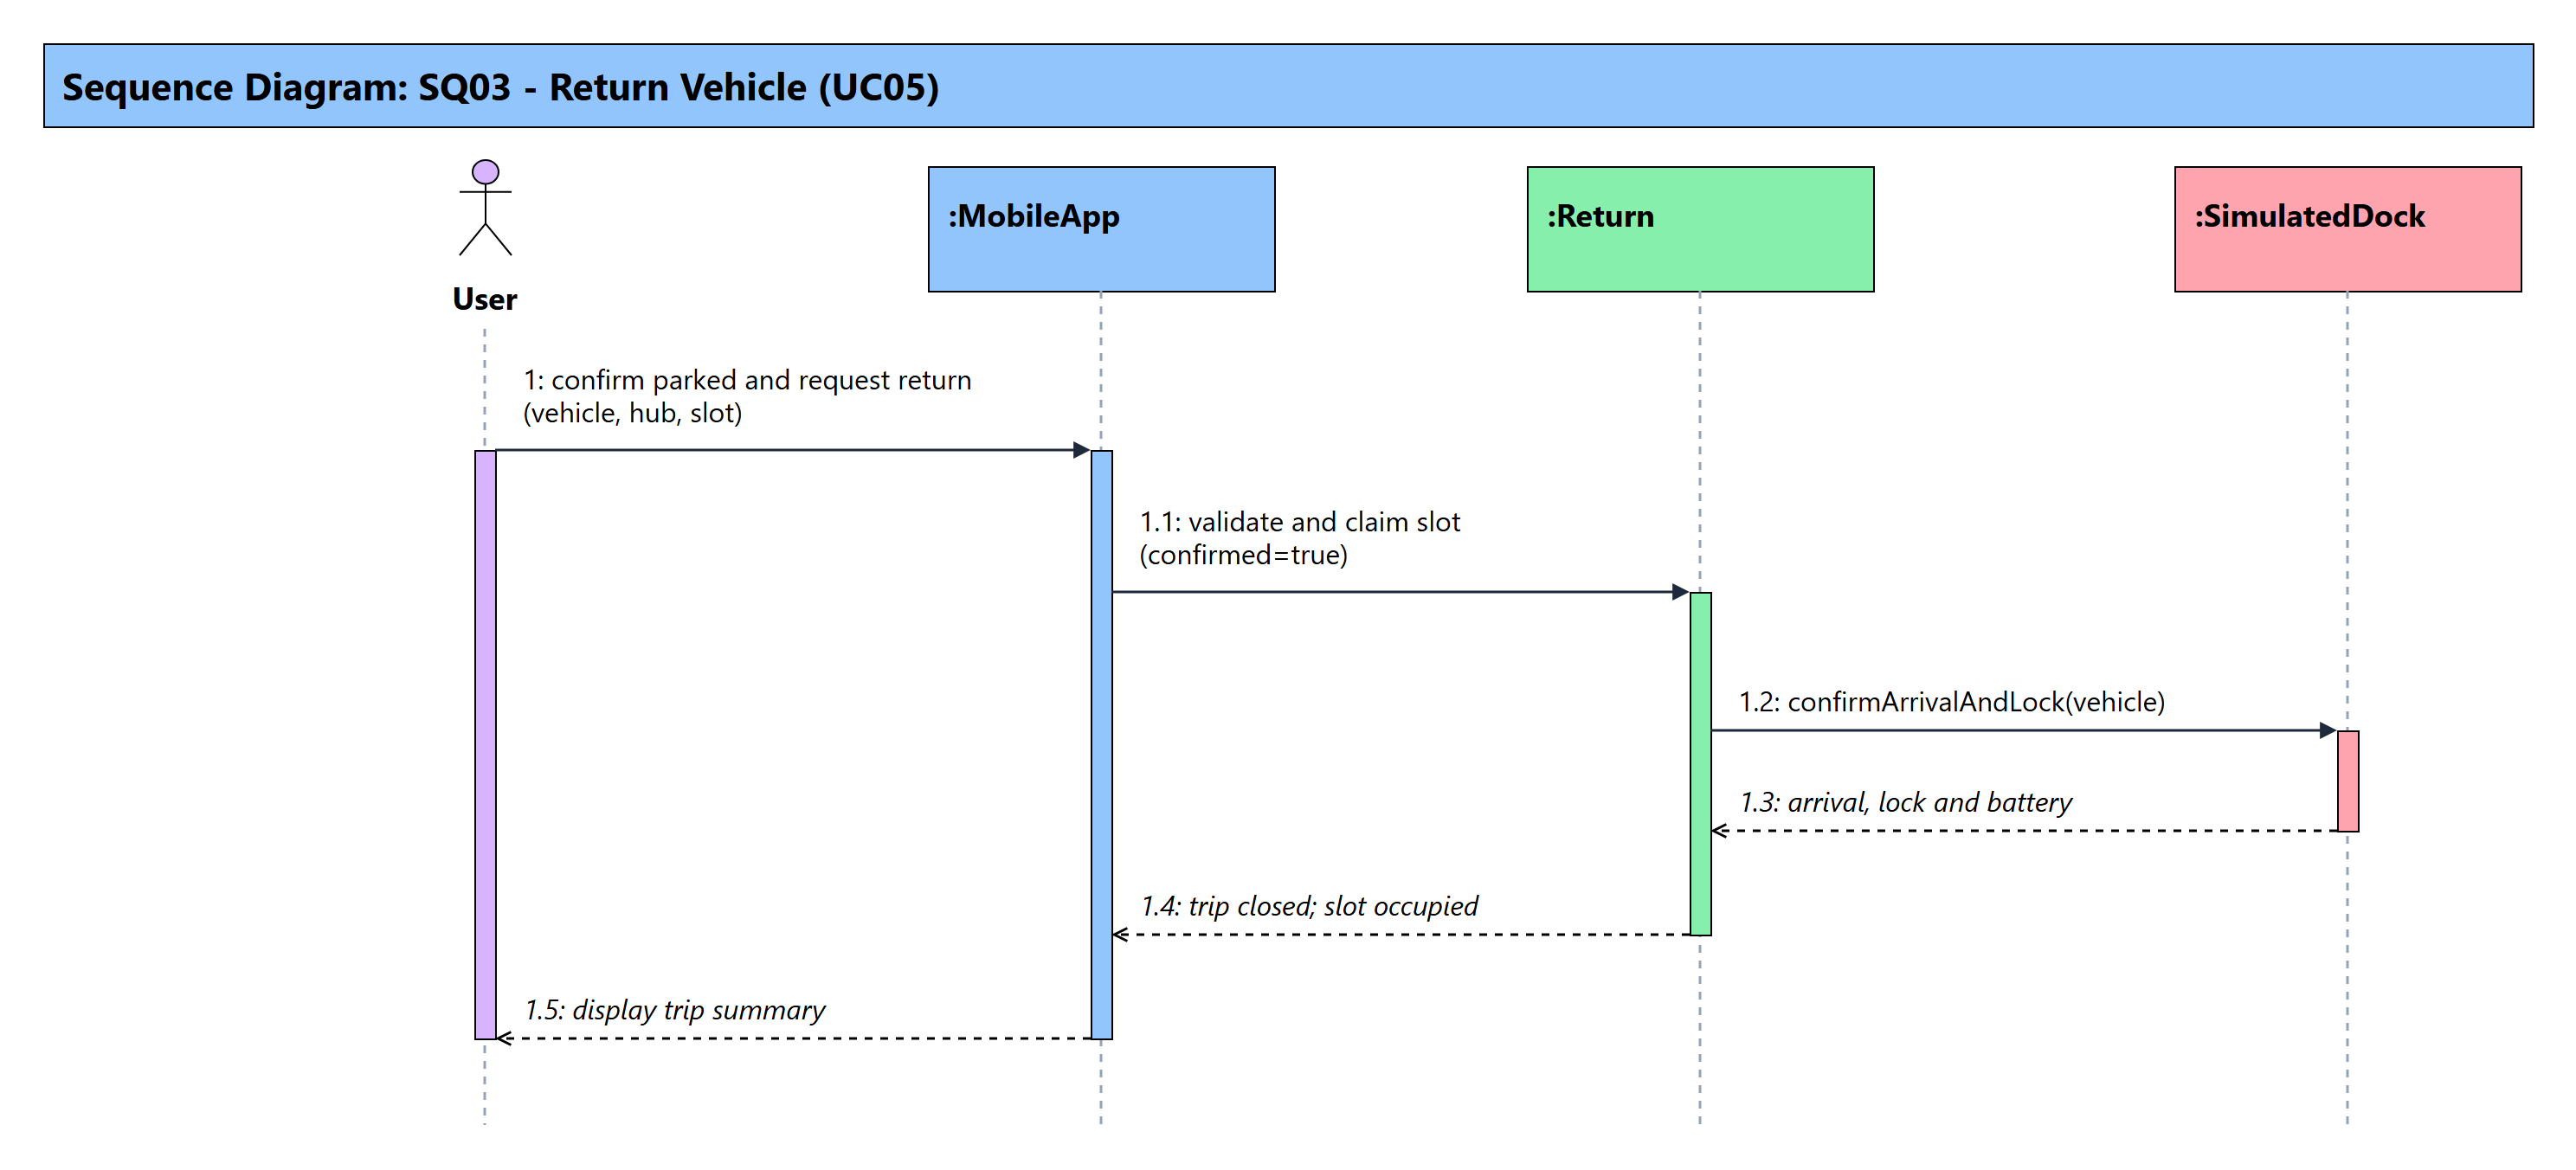 Sequence Diagram: SQ03 - Return Vehicle (UC05)
:MobileApp
:Return
:SimulatedDock
User
1: confirm parked and request return
(vehicle, hub, slot)
1.1: validate and claim slot
(confirmed=true)
1.2: confirmArrivalAndLock(vehicle)
1.3: arrival, lock and battery
1.4: trip closed; slot occupied
1.5: display trip summary